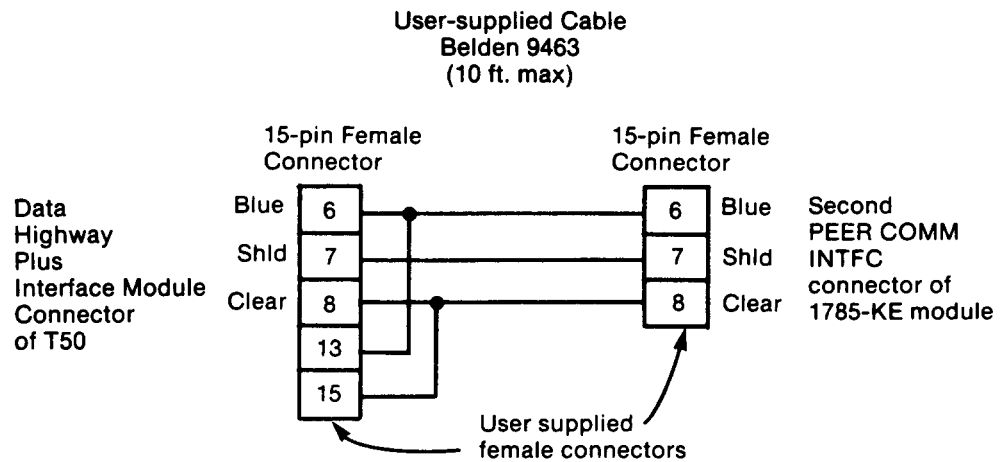 User-supplied Cable
Belden 9463
(10 ft. max)
15-pin Female
Connector
15-pin Female
Connector
Data
Highway
Plus
Interface Module
Connector
of T50
Blue
Shld
Clear
6
7
8
13
15
6
7
8
Blue
Shld
Clear
Second
PEER COMM
INTFC
connector of
1785-KE module
User supplied
female connectors